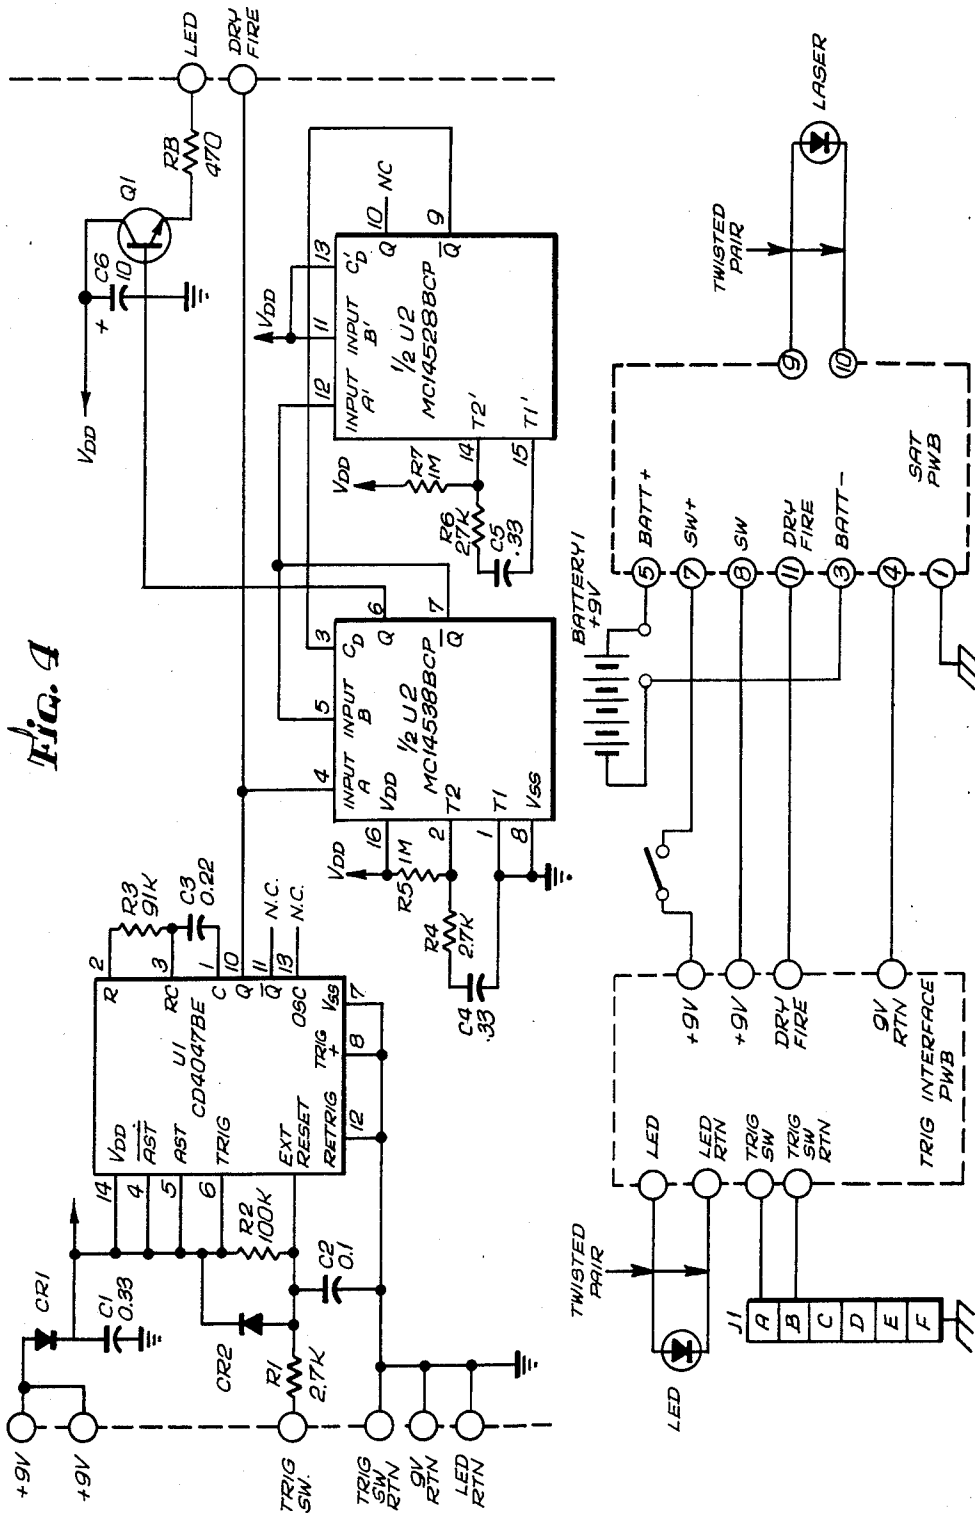 Fig. 4
+9V
+9V
CR1
C1
0.33
14
VDD
4
AST
5
AST
6
TRIG
EXT
RESET
RETRIG
12
TRIG
+
8
VSS
7
U1
CD4047BE
R
2
RC
3
C
1
Q
10
Q
11
N.C.
OSC
13
N.C.
R3
91K
C3
0.22
R2
100K
C2
0.1
CR2
R1
2.7K
TRIG
SW.
TRIG
SW
RTN
9V
RTN
LED
RTN
VDD
R5
1M
R4
2.7K
C4
.33
16
VDD
2
T2
1
T1
8
VSS
4
INPUT
A
5
INPUT
B
3
CD
6
Q
7
Q
1/2 U2
MC14538BCP
VDD
R7
1M
R6
2.7K
C5
.33
14
T2'
15
T1'
12
INPUT
A'
11
INPUT
B'
13
CD'
10
Q
NC
9
Q
1/2 U2
MC14528BCP
VDD
VDD
+
C6
10
Q1
RB
470
LED
DRY
FIRE
LED
TWISTED
PAIR
J1
A
B
C
D
E
F
LED
LED
RTN
TRIG
SW
TRIG
SW
RTN
TRIG INTERFACE
PWB
+9V
+9V
DRY
FIRE
9V
RTN
BATTERY 1
+9V
5
BATT+
7
SW+
8
SW
11
DRY
FIRE
3
BATT-
4
1
SAT
PWB
9
10
TWISTED
PAIR
LASER